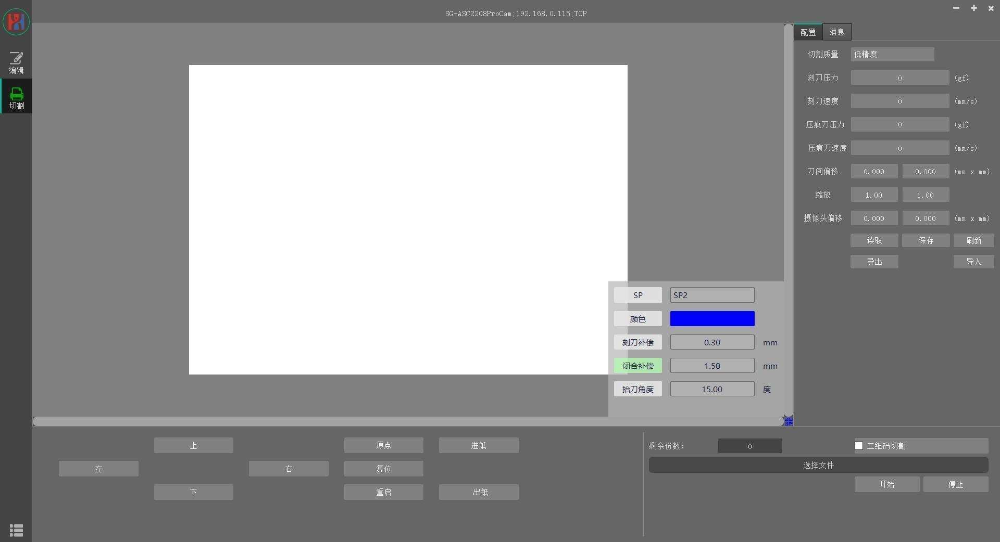 SG-ASC2208ProCam;192.168.0.115;TCP
编辑
切割
配置 消息
切割质量 低精度
刻刀压力 0 (gf)
刻刀速度 0 (mm/s)
压痕刀压力 0 (gf)
压痕刀速度 0 (mm/s)
刀间偏移 0.000 0.000 (mm x mm)
缩放 1.00 1.00
摄像头偏移 0.000 0.000 (mm x mm)
读取 保存 刷新
导出 导入
SP SP2
颜色
刻刀补偿 0.30 mm
闭合补偿 1.50 mm
抬刀角度 15.00 度
上 原点 进纸
左 右 复位
下 重启 出纸
剩余份数: 0 二维码切割
选择文件
开始 停止